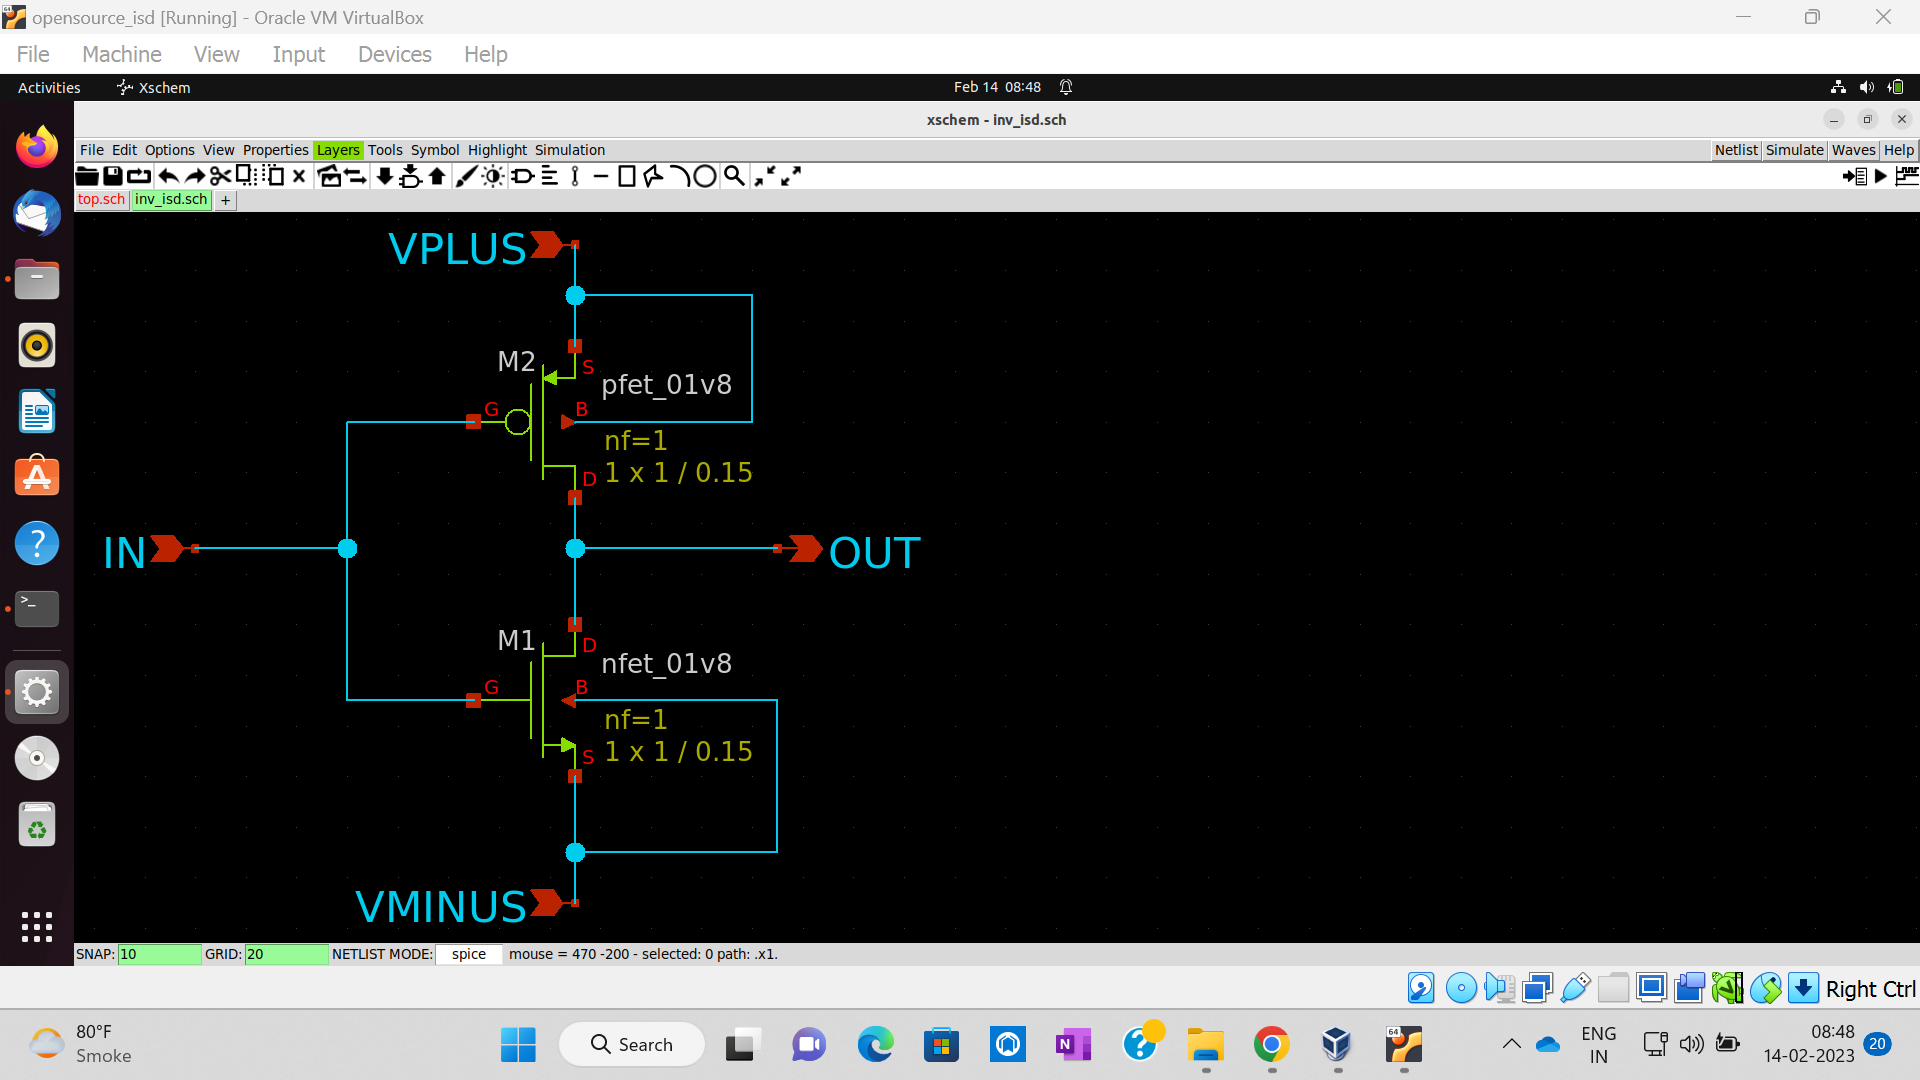 opensource_isd [Running] - Oracle VM VirtualBox
File Machine View Input Devices Help
Activities Xschem Feb 14 08:48
xschem - inv_isd.sch
File Edit Options View Properties Layers Tools Symbol Highlight Simulation Netlist Simulate Waves Help
top.sch inv_isd.sch +
VPLUS
M2
S
pfet_01v8
G
B
nf=1
1 x 1 / 0.15
D
IN
OUT
M1
D
nfet_01v8
G
B
nf=1
1 x 1 / 0.15
S
VMINUS
SNAP: 10 GRID: 20 NETLIST MODE: spice mouse = 470 -200 - selected: 0 path: .x1.
Right Ctrl
80°F
Smoke
Search
64
N
ENG
IN
08:48
14-02-2023
20